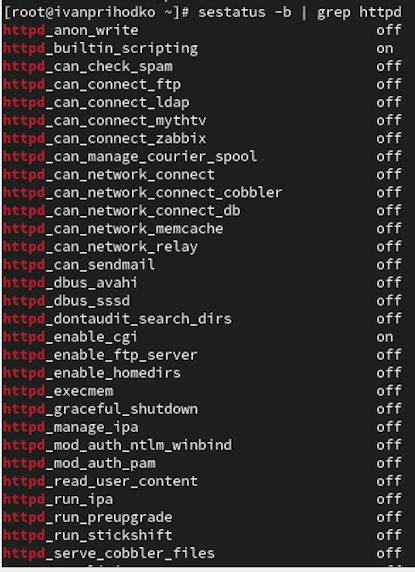 [root@ivanprihodko ~]# sestatus -b | grep httpd
httpd_anon_write off
httpd_builtin_scripting on
httpd_can_check_spam off
httpd_can_connect_ftp off
httpd_can_connect_ldap off
httpd_can_connect_mythtv off
httpd_can_connect_zabbix off
httpd_can_manage_courier_spool off
httpd_can_network_connect off
httpd_can_network_connect_cobbler off
httpd_can_network_connect_db off
httpd_can_network_memcache off
httpd_can_network_relay off
httpd_can_sendmail off
httpd_dbus_avahi off
httpd_dbus_sssd off
httpd_dontaudit_search_dirs off
httpd_enable_cgi on
httpd_enable_ftp_server off
httpd_enable_homedirs off
httpd_execmem off
httpd_graceful_shutdown off
httpd_manage_ipa off
httpd_mod_auth_ntlm_winbind off
httpd_mod_auth_pam off
httpd_read_user_content off
httpd_run_ipa off
httpd_run_preupgrade off
httpd_run_stickshift off
httpd_serve_cobbler_files off